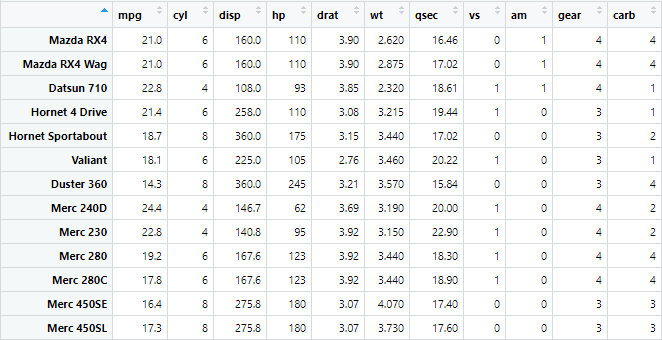 mpg cyl disp hp drat wt qsec vs am gear carb
Mazda RX4 21.0 6 160.0 110 3.90 2.620 16.46 0 1 4 4
Mazda RX4 Wag 21.0 6 160.0 110 3.90 2.875 17.02 0 1 4 4
Datsun 710 22.8 4 108.0 93 3.85 2.320 18.61 1 1 4 1
Hornet 4 Drive 21.4 6 258.0 110 3.08 3.215 19.44 1 0 3 1
Hornet Sportabout 18.7 8 360.0 175 3.15 3.440 17.02 0 0 3 2
Valiant 18.1 6 225.0 105 2.76 3.460 20.22 1 0 3 1
Duster 360 14.3 8 360.0 245 3.21 3.570 15.84 0 0 3 4
Merc 240D 24.4 4 146.7 62 3.69 3.190 20.00 1 0 4 2
Merc 230 22.8 4 140.8 95 3.92 3.150 22.90 1 0 4 2
Merc 280 19.2 6 167.6 123 3.92 3.440 18.30 1 0 4 4
Merc 280C 17.8 6 167.6 123 3.92 3.440 18.90 1 0 4 4
Merc 450SE 16.4 8 275.8 180 3.07 4.070 17.40 0 0 3 3
Merc 450SL 17.3 8 275.8 180 3.07 3.730 17.60 0 0 3 3